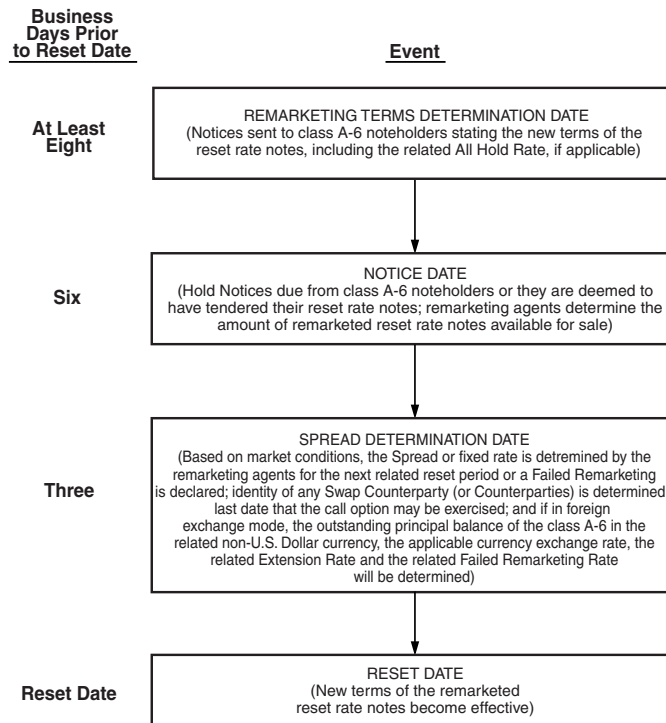 Business
Days Prior
to Reset Date
Event
At Least
Eight
REMARKETING TERMS DETERMINATION DATE
(Notices sent to class A-6 noteholders stating the new terms of the
reset rate notes, including the related All Hold Rate, if applicable)
Six
NOTICE DATE
(Hold Notices due from class A-6 noteholders or they are deemed to
have tendered their reset rate notes; remarketing agents determine the
amount of remarketed reset rate notes available for sale)
Three
SPREAD DETERMINATION DATE
(Based on market conditions, the Spread or fixed rate is detremined by the
remarketing agents for the next related reset period or a Failed Remarketing
is declared; identity of any Swap Counterparty (or Counterparties) is determined
last date that the call option may be exercised; and if in foreign
exchange mode, the outstanding principal balance of the class A-6 in the
related non-U.S. Dollar currency, the applicable currency exchange rate, the
related Extension Rate and the related Failed Remarketing Rate
will be determined)
Reset Date
RESET DATE
(New terms of the remarketed
reset rate notes become effective)